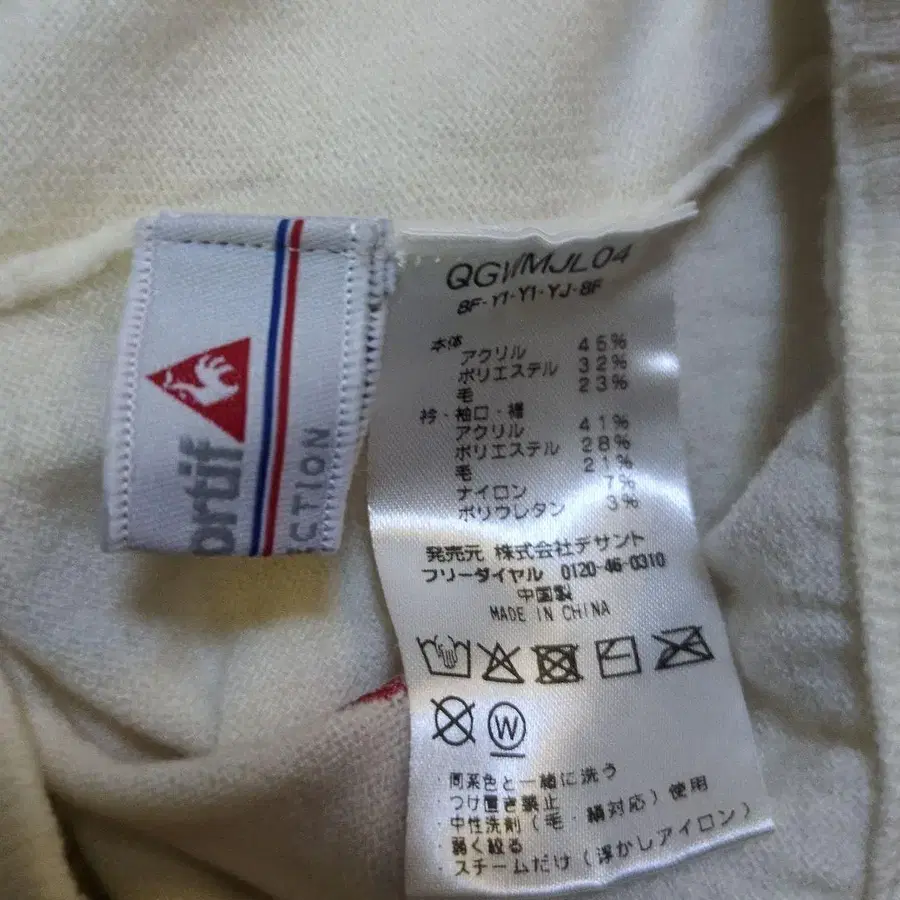 QGWMJL04
8F-Y1-Y1-YJ-8F
本体
アクリル 45%
ポリエステル 32%
毛 23%
衿・袖口・裾
アクリル 41%
ポリエステル 28%
毛 21%
ナイロン 7%
ポリウレタン 3%
発売元 株式会社デサント
フリーダイヤル 0120-46-0310
中国製
MADE IN CHINA
W
・同系色と一緒に洗う
・つけ置き禁止
・中性洗剤(毛・絹対応)使用
・弱く絞る
・スチームだけ(浮かしアイロン)
ortif
CTION